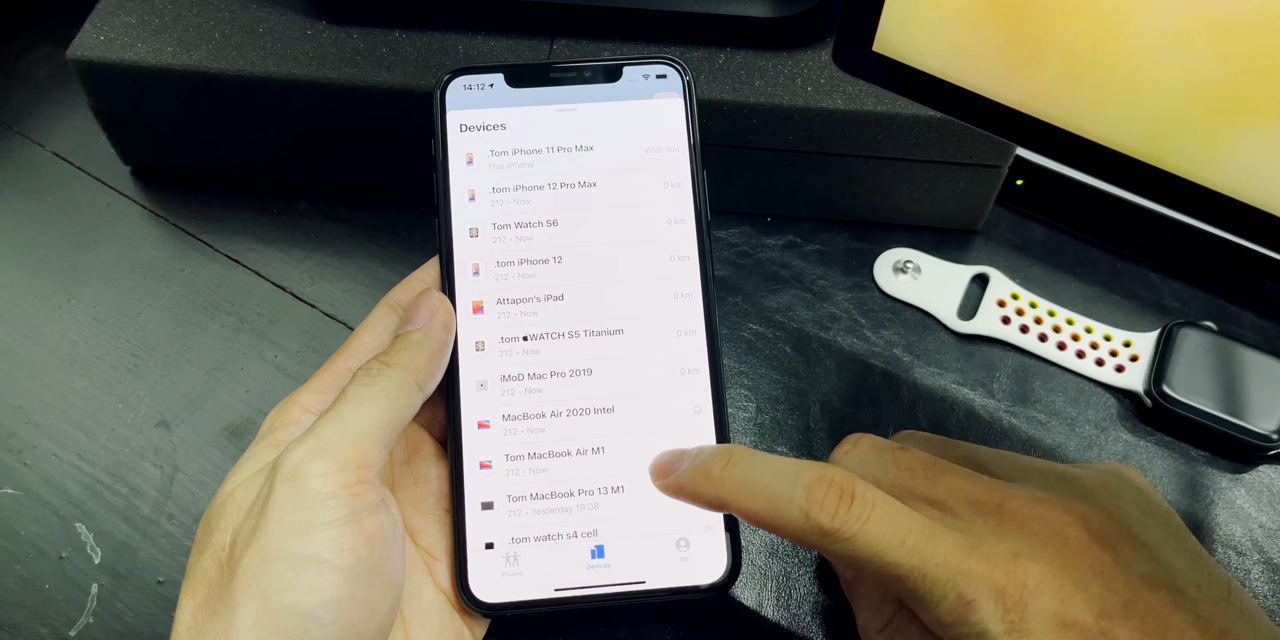 14:12
Devices
.Tom iPhone 11 Pro Max
With You
This iPhone
.tom iPhone 12 Pro Max
0 km
212 • Now
Tom Watch S6
0 km
212 • Now
.tom iPhone 12
0 km
212 • Now
Attapon's iPad
0 km
212 • Now
.tom WATCH S5 Titanium
0 km
212 • Now
iMoD Mac Pro 2019
0 km
212 • Now
MacBook Air 2020 Intel
212 • Now
Tom MacBook Air M1
212 • Now
Tom MacBook Pro 13 M1
212 • Yesterday 19:08
.tom watch s4 cell
People
Devices
Me